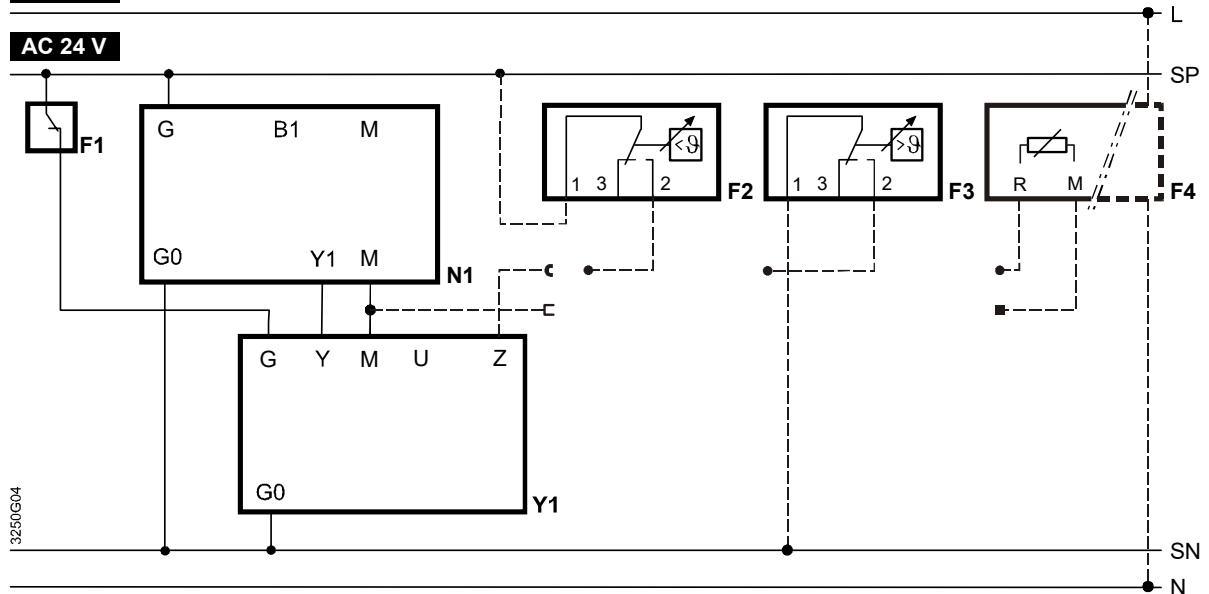 L
AC 24 V
SP
F1
G B1 M
G0 Y1 M
N1
<ϑ
1 3 2
F2
>ϑ
1 3 2
F3
R M
F4
G Y M U Z
G0
Y1
3250G04
SN
N